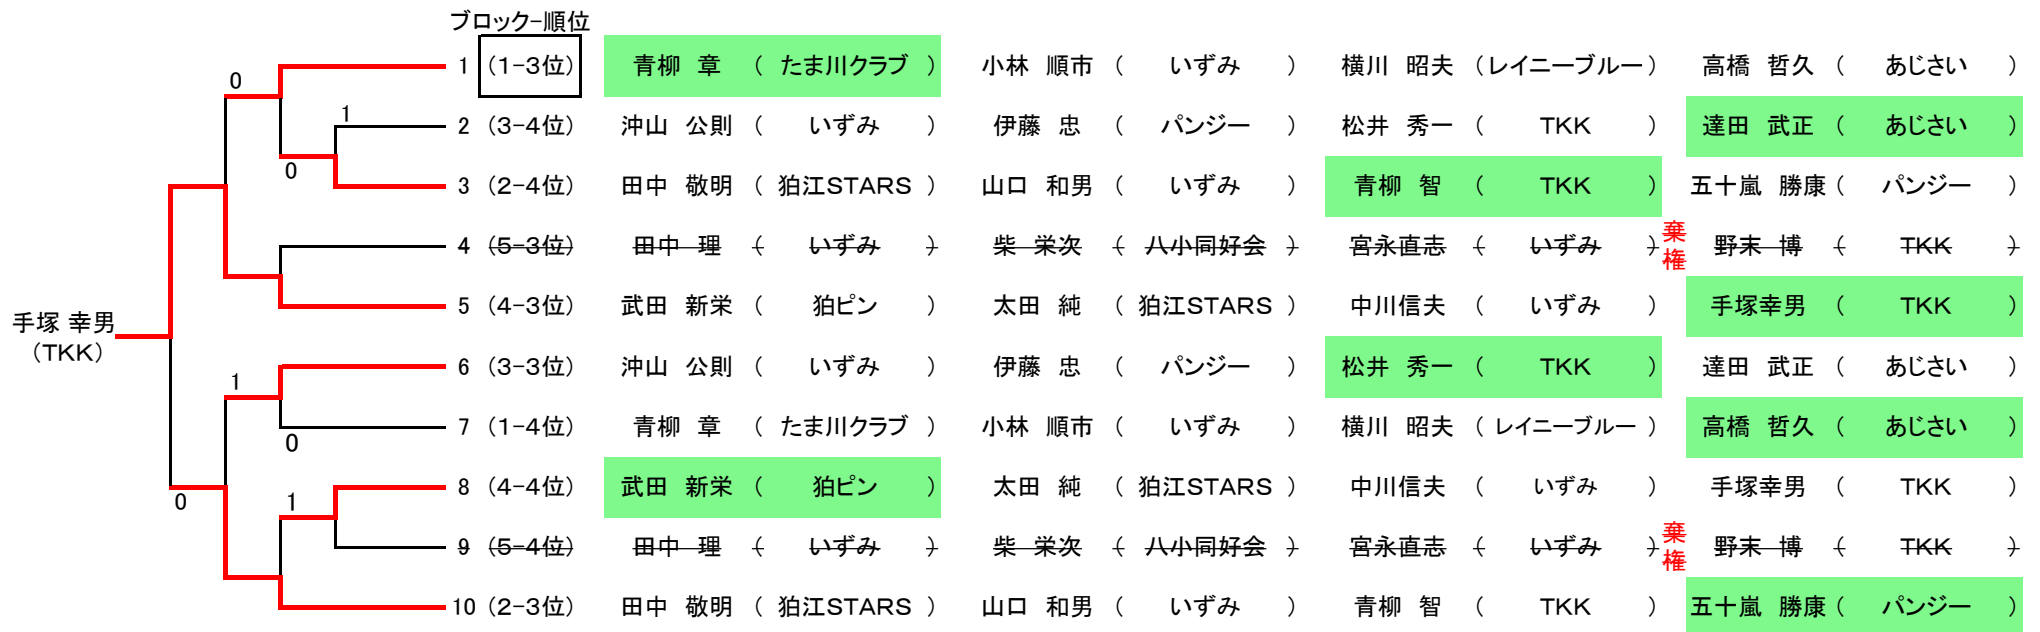 ブロック-順位
1 (1-3位) 青柳 章 ( たま川クラブ ) 小林 順市 ( いずみ ) 横川 昭夫 (レイニーブルー) 高橋 哲久 ( あじさい )
0
1
2 (3-4位) 沖山 公則 ( いずみ ) 伊藤 忠 ( パンジー ) 松井 秀一 ( TKK ) 達田 武正 ( あじさい )
0
3 (2-4位) 田中 敬明 ( 狛江STARS ) 山口 和男 ( いずみ ) 青柳 智 ( TKK ) 五十嵐 勝康 ( パンジー )
4 (5-3位) 田中 理 ( いずみ ) 柴 栄次 ( 八小同好会 ) 宮永直志 ( いずみ ) 棄権 野末 博 ( TKK )
5 (4-3位) 武田 新栄 ( 狛ピン ) 太田 純 ( 狛江STARS ) 中川信夫 ( いずみ ) 手塚幸男 ( TKK )
手塚 幸男
(TKK)
6 (3-3位) 沖山 公則 ( いずみ ) 伊藤 忠 ( パンジー ) 松井 秀一 ( TKK ) 達田 武正 ( あじさい )
1
7 (1-4位) 青柳 章 ( たま川クラブ ) 小林 順市 ( いずみ ) 横川 昭夫 ( レイニーブルー ) 高橋 哲久 ( あじさい )
0
8 (4-4位) 武田 新栄 ( 狛ピン ) 太田 純 ( 狛江STARS ) 中川信夫 ( いずみ ) 手塚幸男 ( TKK )
0
1
9 (5-4位) 田中 理 ( いずみ ) 柴 栄次 ( 八小同好会 ) 宮永直志 ( いずみ ) 棄権 野末 博 ( TKK )
10 (2-3位) 田中 敬明 ( 狛江STARS ) 山口 和男 ( いずみ ) 青柳 智 ( TKK ) 五十嵐 勝康 ( パンジー )